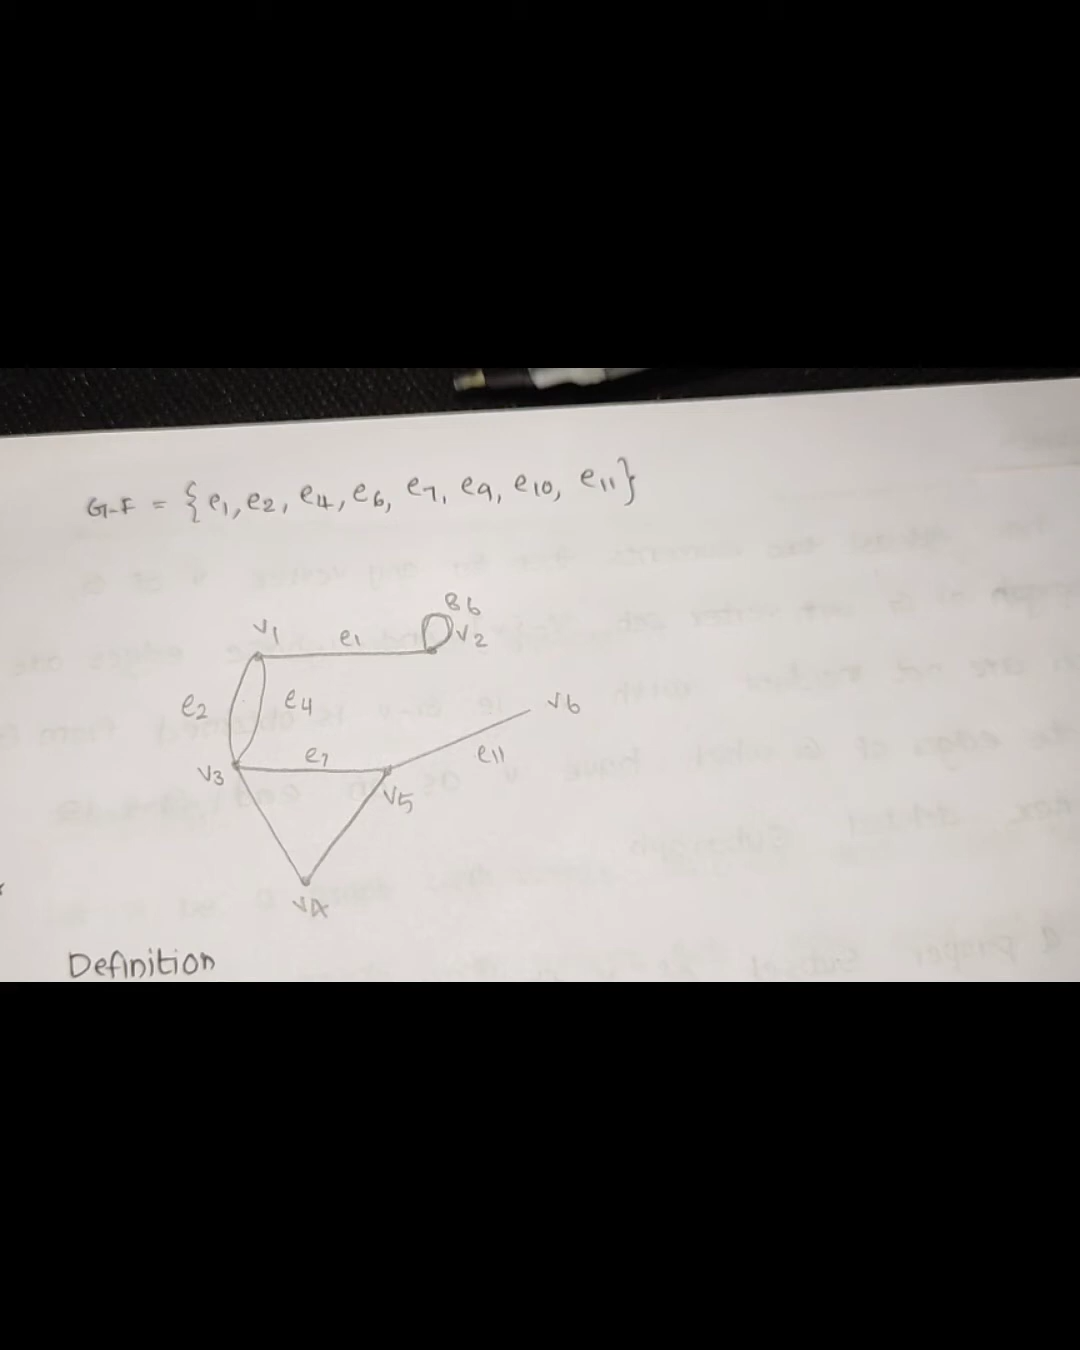 G-F = {e1, e2, e4, e6, e7, e9, e10, e11}
86
v1 e1 v2
e2 e4 v6
v3 e7 e11
v5
v4
Definition